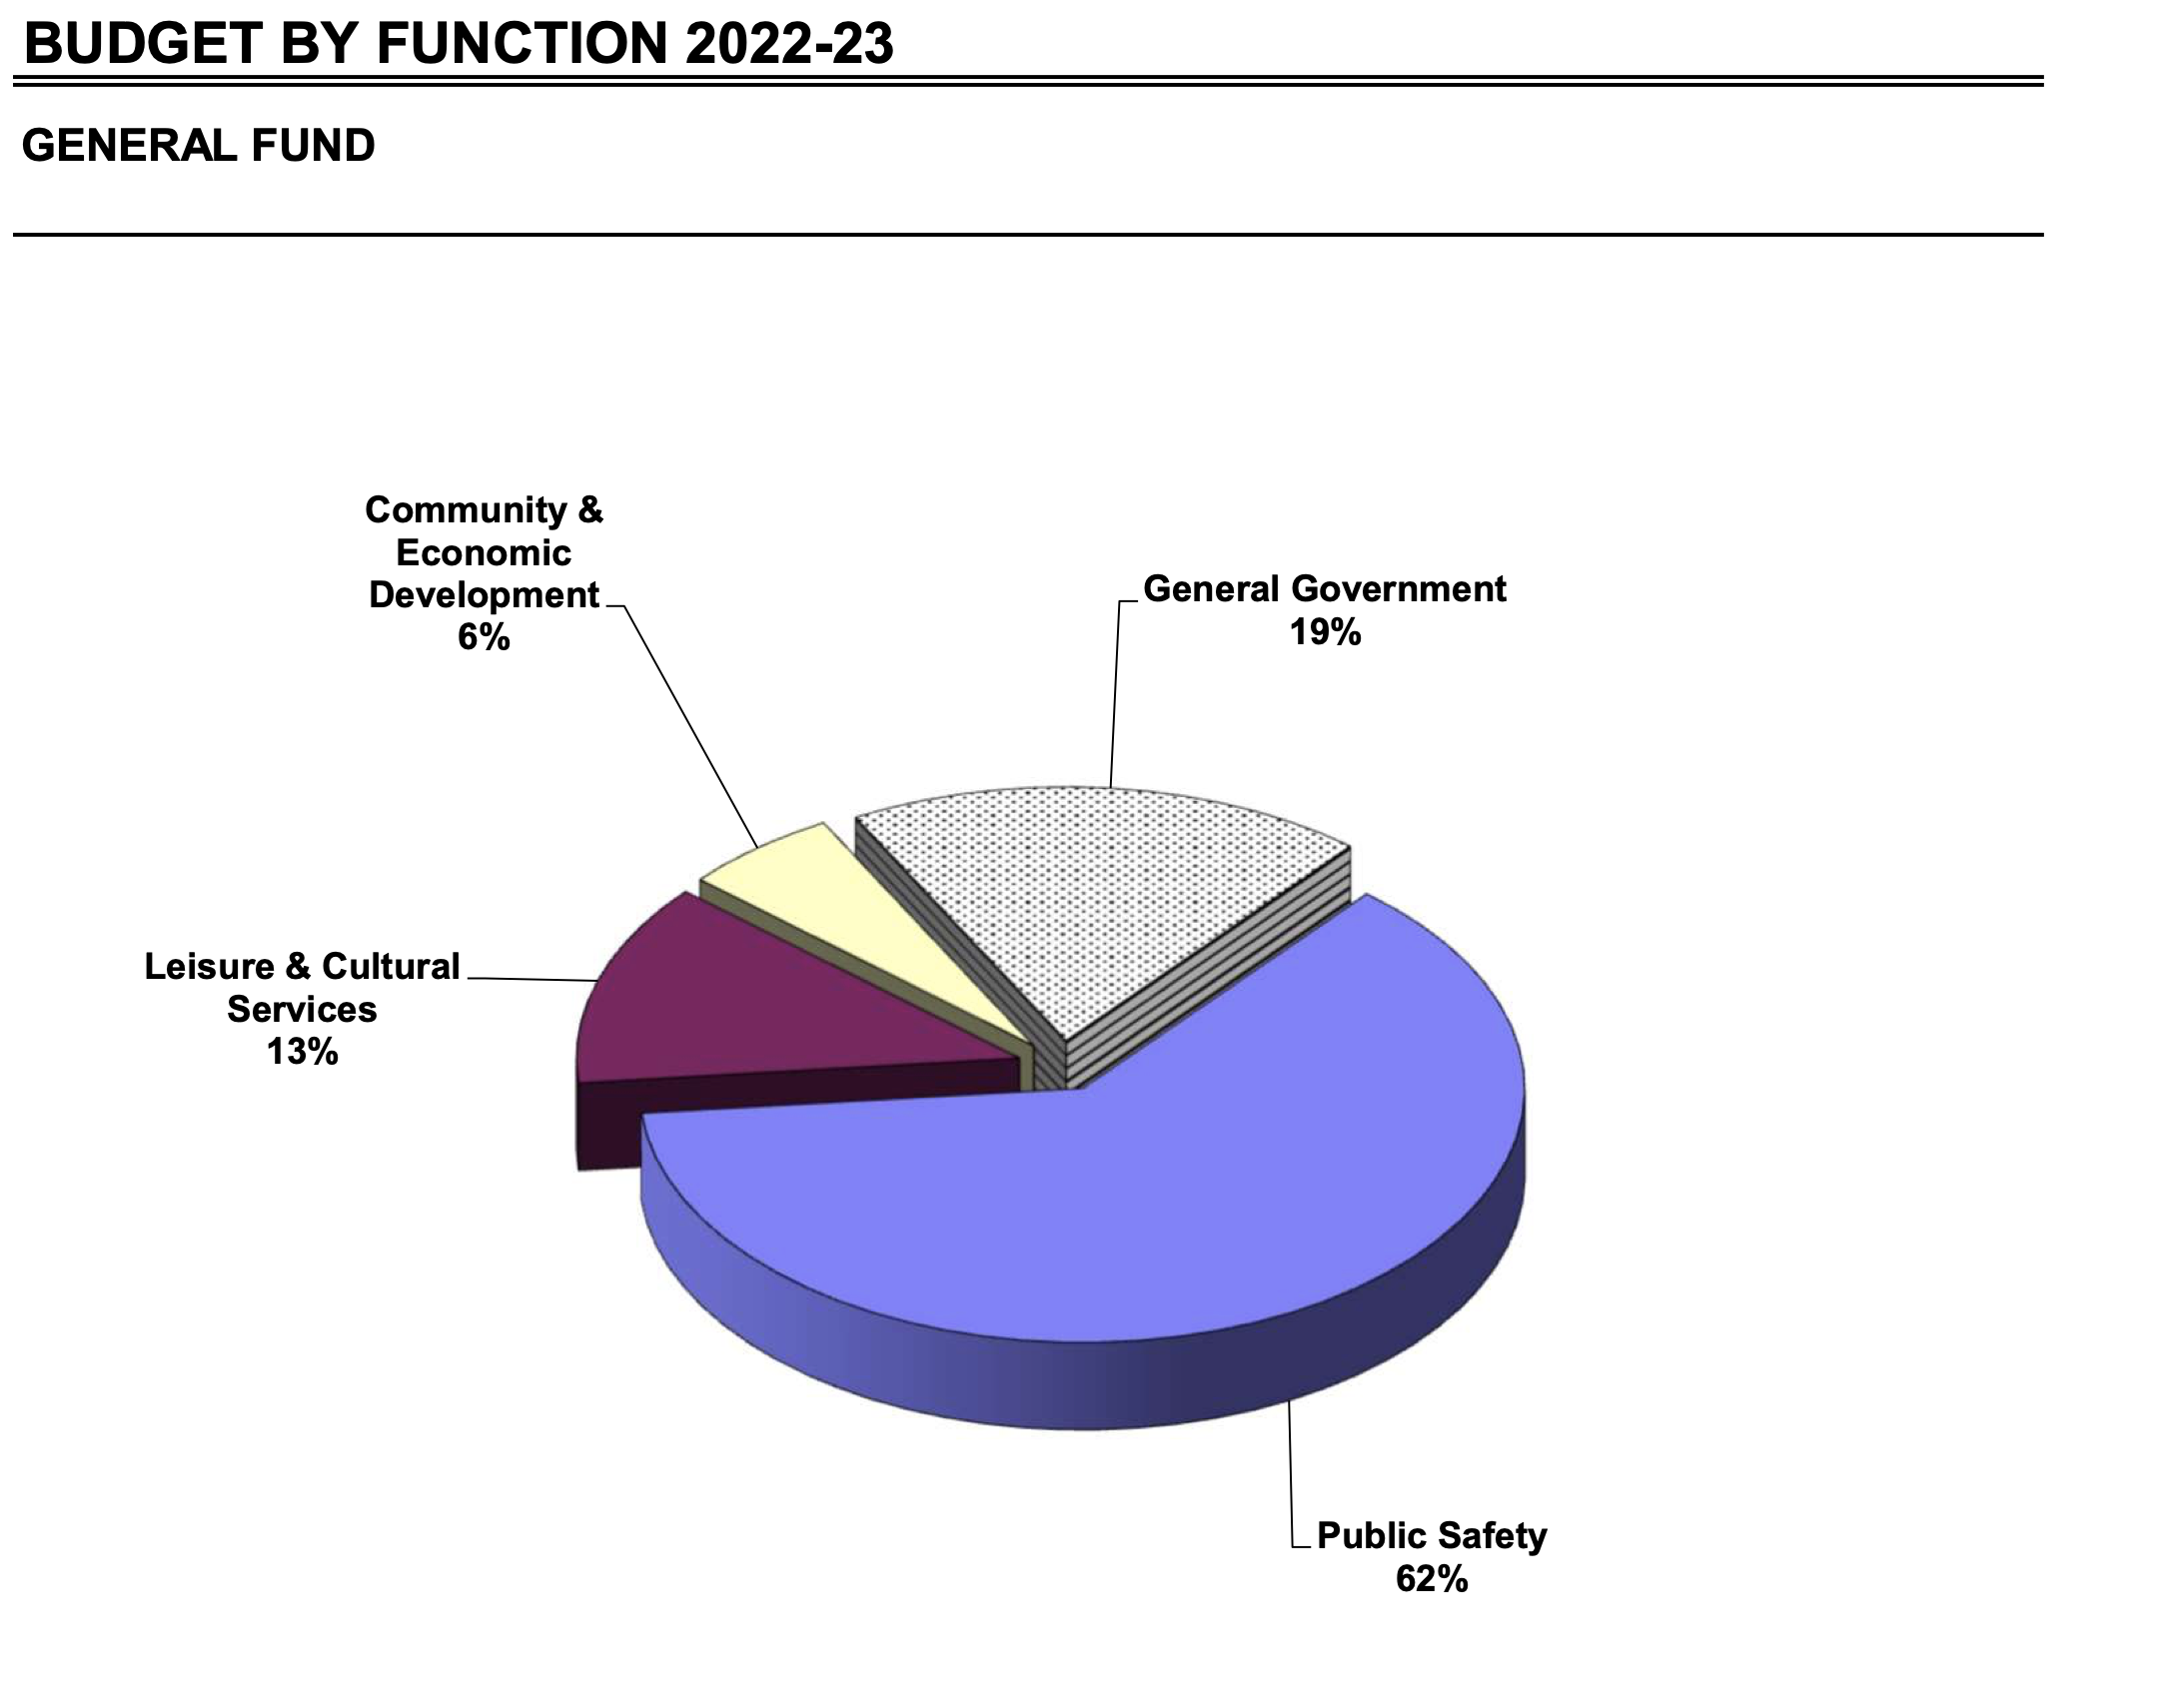 BUDGET BY FUNCTION 2022-23
GENERAL FUND
Community &
Economic
Development
6%
General Government
19%
Leisure & Cultural
Services
13%
Public Safety
62%